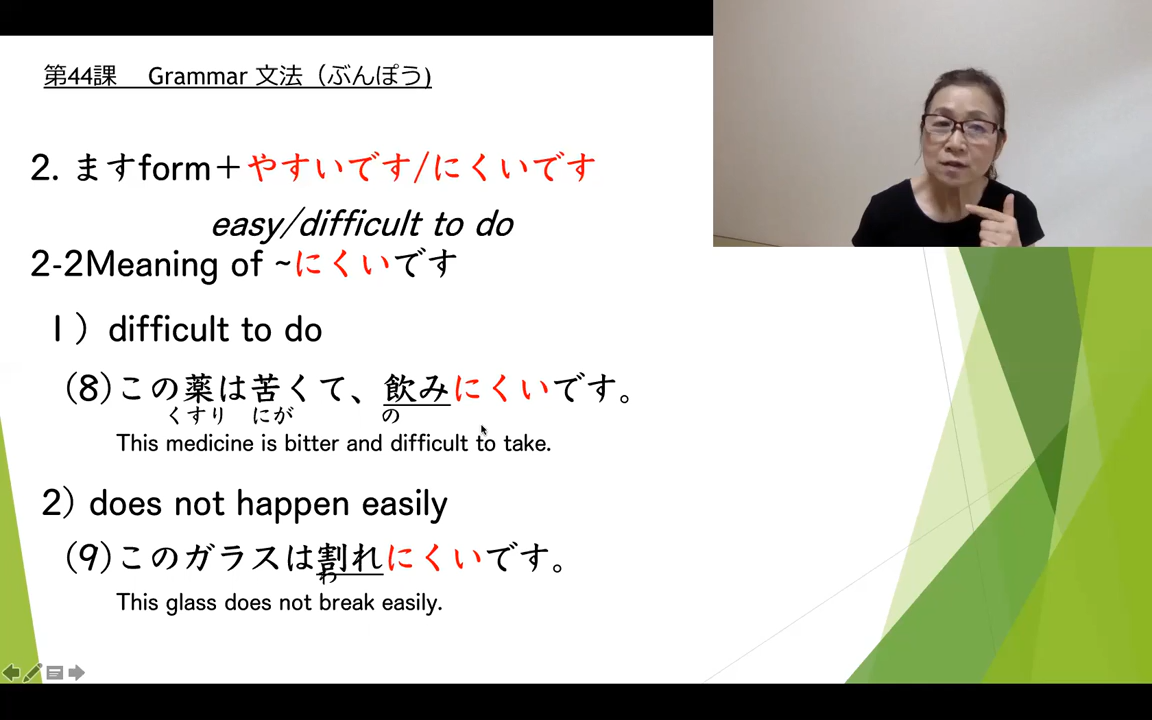 第44課　Grammar 文法（ぶんぽう)
2. ますform＋やすいです/にくいです
easy/difficult to do
2-2Meaning of ~にくいです
1）difficult to do
(8)この薬は苦くて、飲みにくいです。
くすり にが の
This medicine is bitter and difficult to take.
2) does not happen easily
(9)このガラスは割れにくいです。
わ
This glass does not break easily.